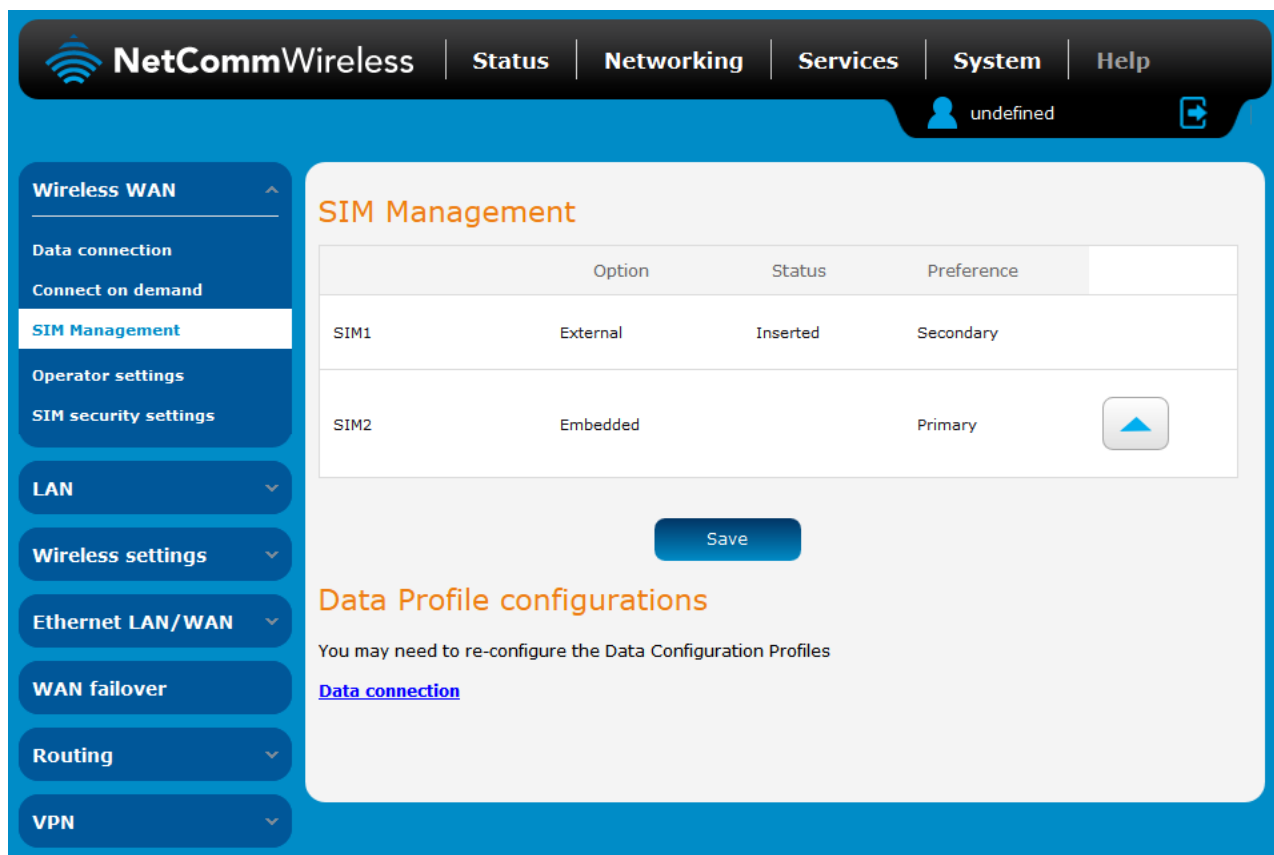 NetCommWireless Status Networking Services System Help
undefined
Wireless WAN
Data connection
Connect on demand
SIM Management
Operator settings
SIM security settings
LAN
Wireless settings
Ethernet LAN/WAN
WAN failover
Routing
VPN
SIM Management
Option Status Preference
SIM1 External Inserted Secondary
SIM2 Embedded Primary
Save
Data Profile configurations
You may need to re-configure the Data Configuration Profiles
Data connection